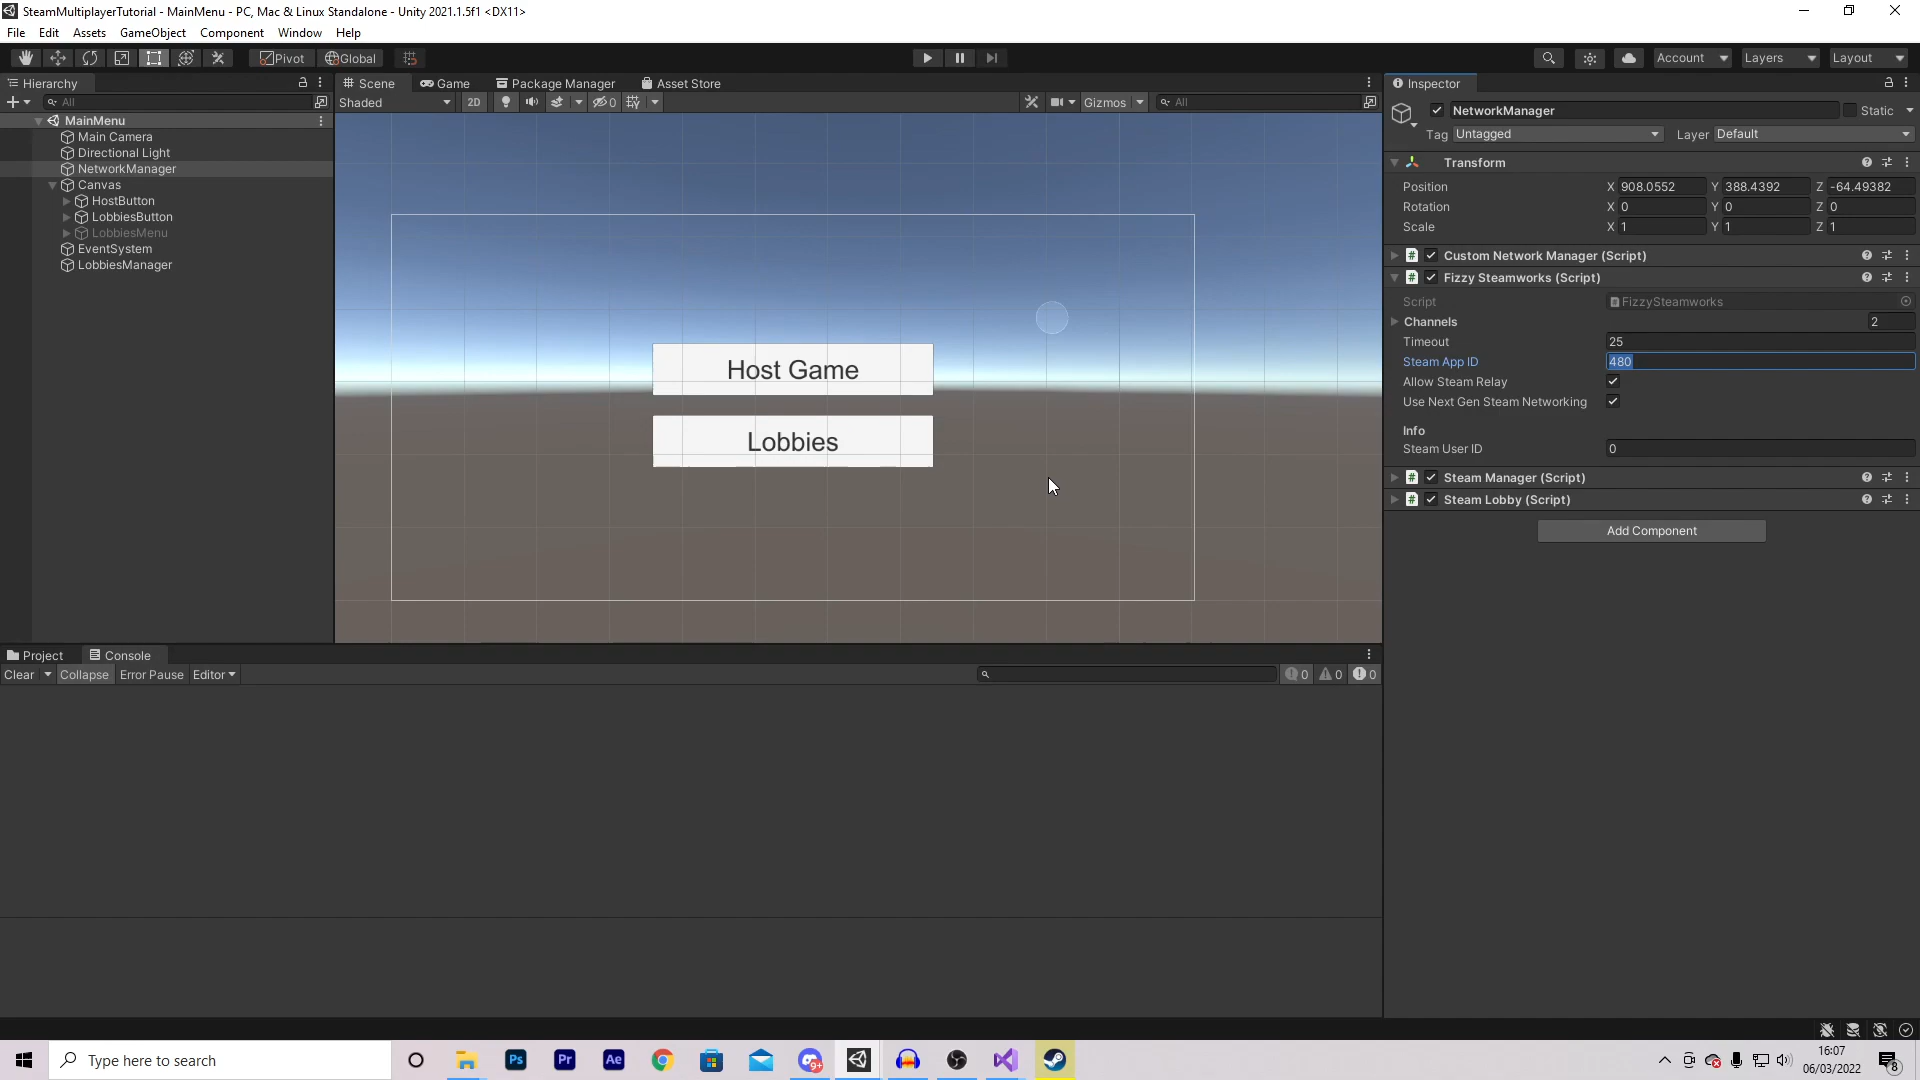 SteamMultiplayerTutorial - MainMenu - PC, Mac & Linux Standalone - Unity 2021.1.5f1 <DX11>
File Edit Assets GameObject Component Window Help
Pivot Global Account Layers Layout
Hierarchy
All
MainMenu
Main Camera
Directional Light
NetworkManager
Canvas
HostButton
LobbiesButton
LobbiesMenu
EventSystem
LobbiesManager
Scene Game Package Manager Asset Store
Shaded 2D 0 Gizmos All
Host Game
Lobbies
Inspector
NetworkManager Static
Tag Untagged Layer Default
Transform
Position X 908.0552 Y 388.4392 Z -64.49382
Rotation X 0 Y 0 Z 0
Scale X 1 Y 1 Z 1
Custom Network Manager (Script)
Fizzy Steamworks (Script)
Script FizzySteamworks
Channels 2
Timeout 25
Steam App ID 480
Allow Steam Relay
Use Next Gen Steam Networking
Info
Steam User ID 0
Steam Manager (Script)
Steam Lobby (Script)
Add Component
Project Console
Clear Collapse Error Pause Editor 0 0 0
Type here to search
Ps Pr Ae 9+
16:07
06/03/2022
8